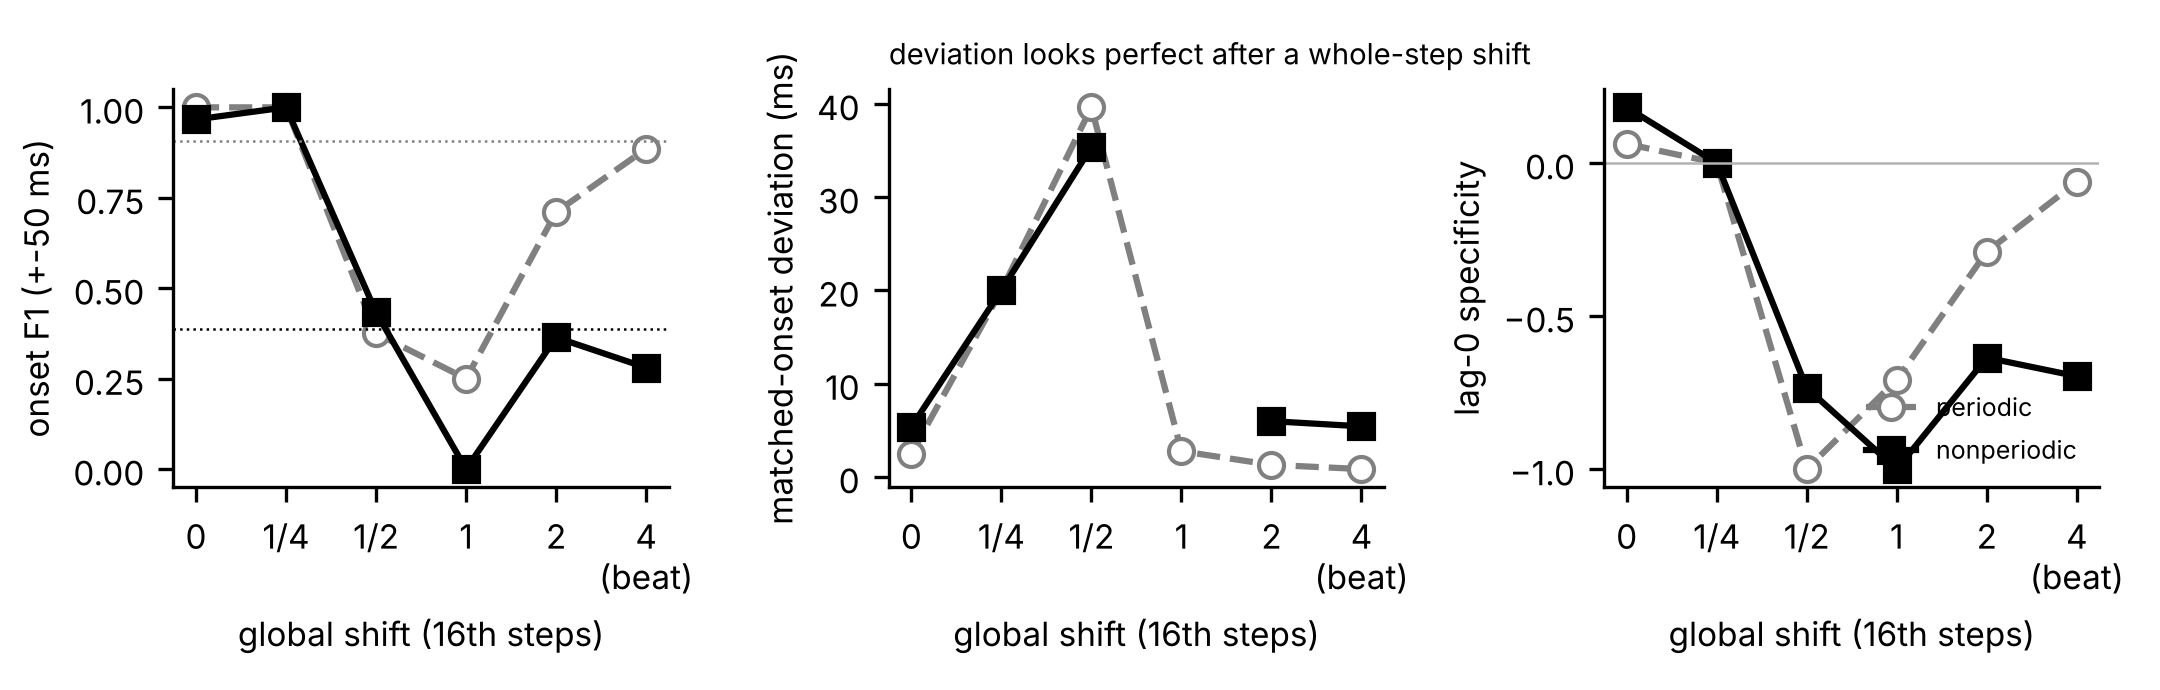 deviation looks perfect after a whole-step shift
onset F1 (+-50 ms)
1.00
0.75
0.50
0.25
0.00
0 1/4 1/2 1 2 4
(beat)
global shift (16th steps)
matched-onset deviation (ms)
40
30
20
10
0
0 1/4 1/2 1 2 4
(beat)
global shift (16th steps)
lag-0 specificity
0.0
−0.5
−1.0
periodic
nonperiodic
0 1/4 1/2 1 2 4
(beat)
global shift (16th steps)